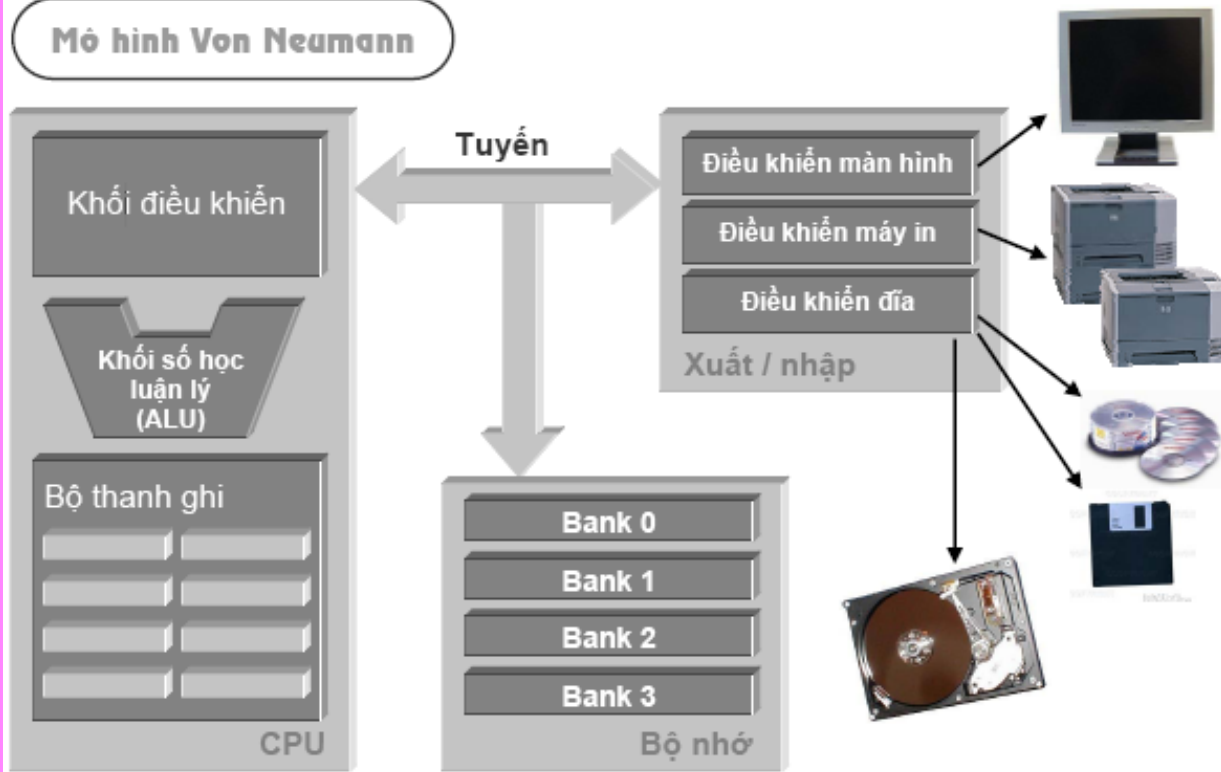 Mô hình Von Neumann
Khối điều khiển
Khối số học
luận lý
(ALU)
Bộ thanh ghi
CPU
Tuyến
Bank 0
Bank 1
Bank 2
Bank 3
Bộ nhớ
Điều khiển màn hình
Điều khiển máy in
Điều khiển đĩa
Xuất / nhập